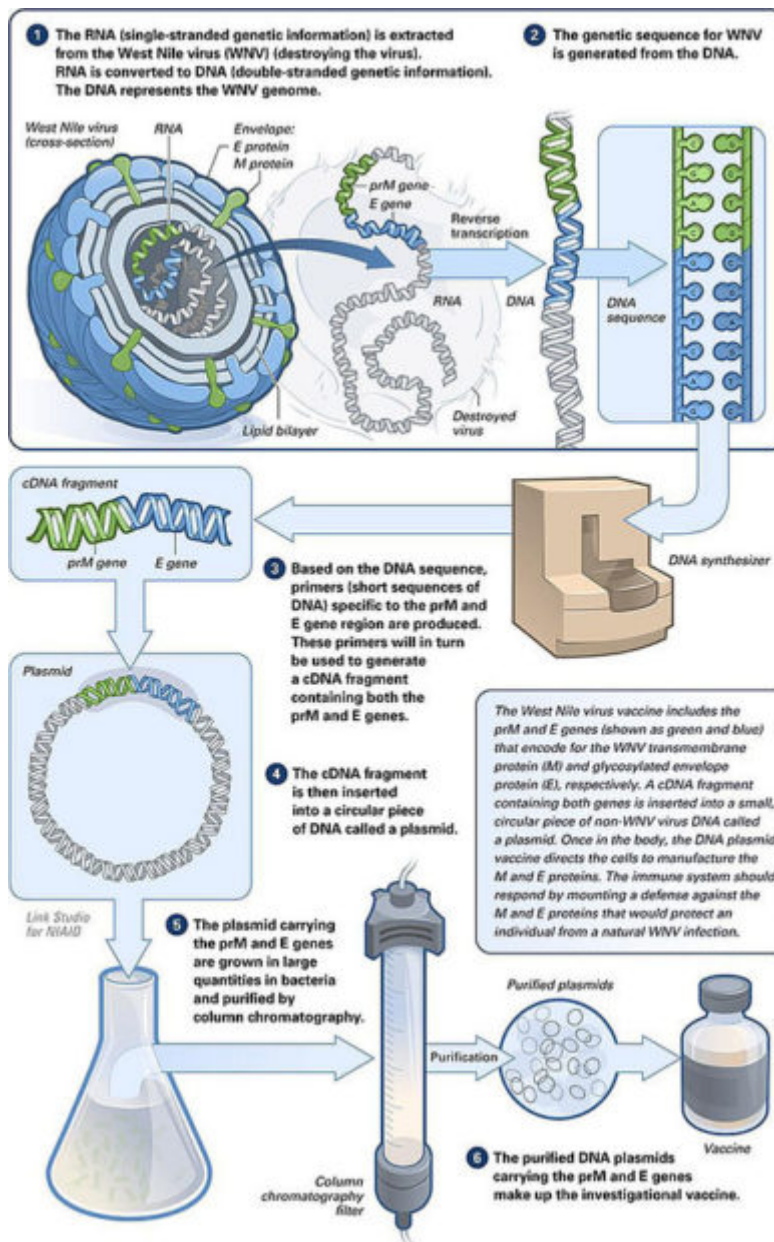 1 The RNA (single-stranded genetic information) is extracted
from the West Nile virus (WNV) (destroying the virus).
RNA is converted to DNA (double-stranded genetic information).
The DNA represents the WNV genome.
2 The genetic sequence for WNV
is generated from the DNA.
West Nile virus
(cross-section)
RNA
Envelope:
E protein
M protein
prM gene
E gene
Reverse
transcription
RNA
DNA
DNA
sequence
Lipid bilayer
Destroyed
virus
cDNA fragment
prM gene
E gene
DNA synthesizer
3 Based on the DNA sequence,
primers (short sequences of
DNA) specific to the prM and
E gene region are produced.
These primers will in turn
be used to generate
a cDNA fragment
containing both the
prM and E genes.
Plasmid
4 The cDNA fragment
is then inserted
into a circular piece
of DNA called a plasmid.
The West Nile virus vaccine includes the
prM and E genes (shown as green and blue)
that encode for the WNV transmembrane
protein (M) and glycosylated envelope
protein (E), respectively. A cDNA fragment
containing both genes is inserted into a small,
circular piece of non-WNV virus DNA called
a plasmid. Once in the body, the DNA plasmid
vaccine directs the cells to manufacture the
M and E proteins. The immune system should
respond by mounting a defense against the
M and E proteins that would protect an
individual from a natural WNV infection.
Link Studio
for NIAID
5 The plasmid carrying
the prM and E genes
are grown in large
quantities in bacteria
and purified by
column chromatography.
Purified plasmids
Purification
Vaccine
Column
chromatography
filter
6 The purified DNA plasmids
carrying the prM and E genes
make up the investigational vaccine.